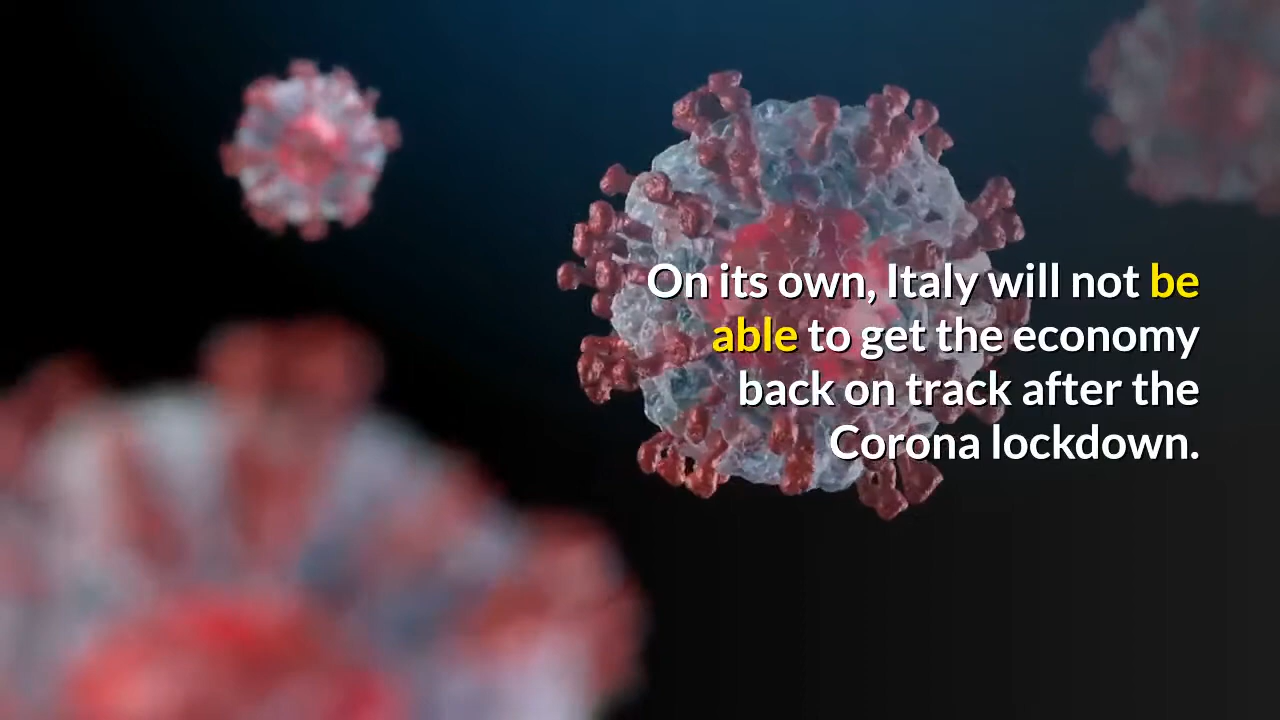 On its own, Italy will not be
able to get the economy
back on track after the
Corona lockdown.